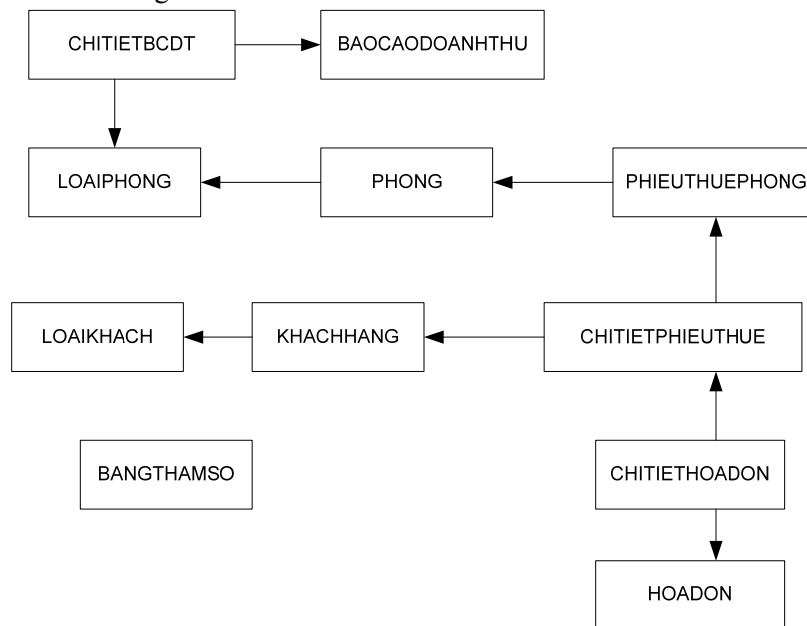 CHITIETBCDT
BAOCAODOANHTHU
LOAIPHONG
PHONG
PHIEUTHUEPHONG
LOAIKHACH
KHACHHANG
CHITIETPHIEUTHUE
BANGTHAMSO
CHITIETHOADON
HOADON